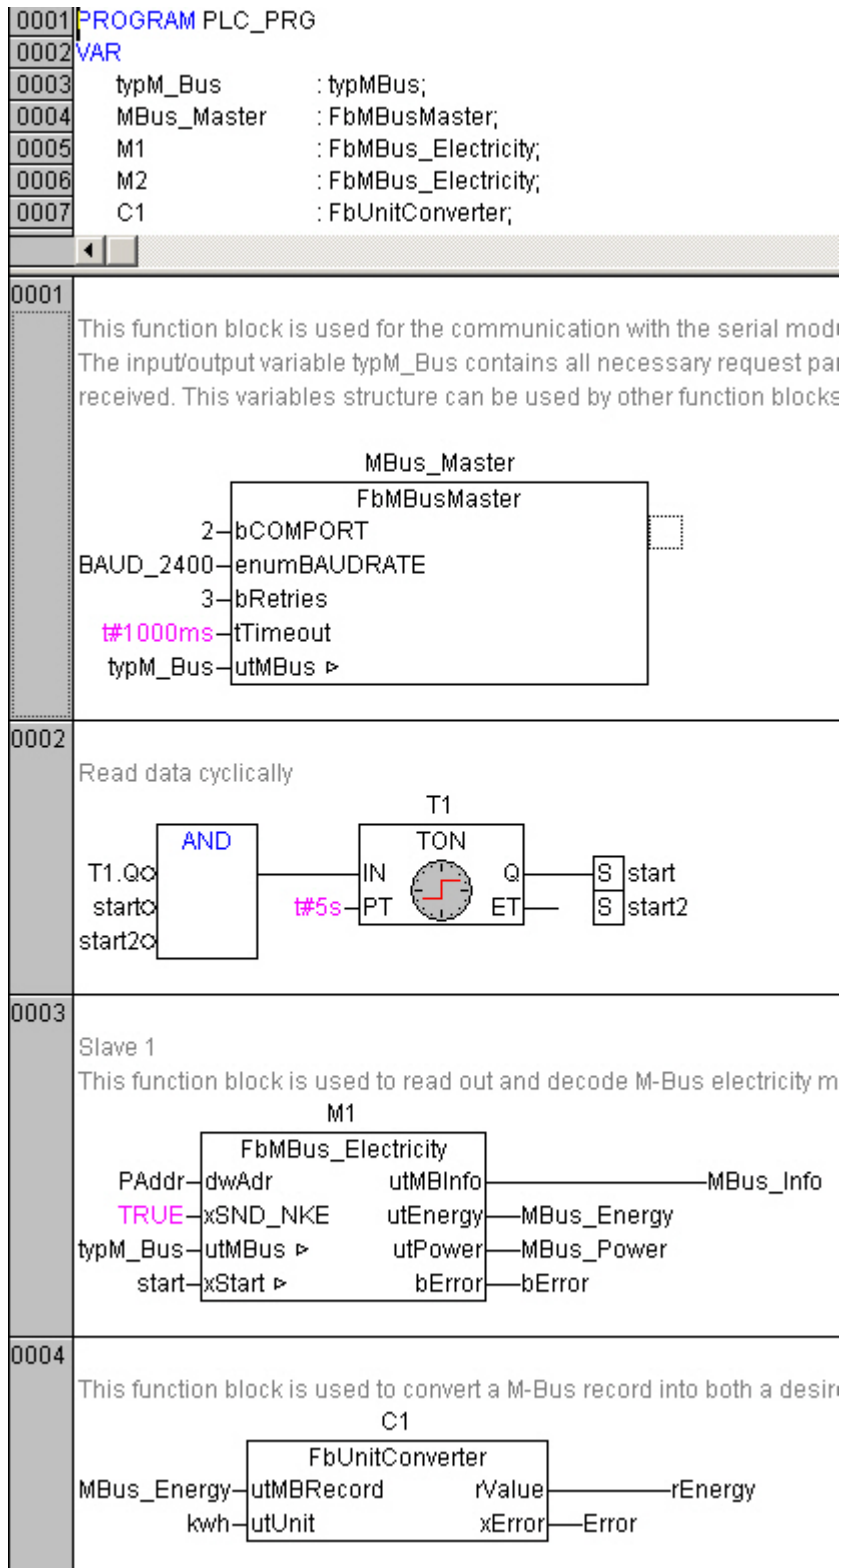 0001 PROGRAM PLC_PRG
0002 VAR
0003 typM_Bus : typMBus;
0004 MBus_Master : FbMBusMaster;
0005 M1 : FbMBus_Electricity;
0006 M2 : FbMBus_Electricity;
0007 C1 : FbUnitConverter;
0001
This function block is used for the communication with the serial modu
The input/output variable typM_Bus contains all necessary request par
received. This variables structure can be used by other function blocks
MBus_Master
FbMBusMaster
2 bCOMPORT
BAUD_2400 enumBAUDRATE
3 bRetries
t#1000ms tTimeout
typM_Bus utMBus
0002
Read data cyclically
T1
AND TON
T1.Q IN Q S start
start t#5s PT ET S start2
start2
0003
Slave 1
This function block is used to read out and decode M-Bus electricity m
M1
FbMBus_Electricity
PAddr dwAdr utMBInfo MBus_Info
TRUE xSND_NKE utEnergy MBus_Energy
typM_Bus utMBus utPower MBus_Power
start xStart bError bError
0004
This function block is used to convert a M-Bus record into both a desir
C1
FbUnitConverter
MBus_Energy utMBRecord rValue rEnergy
kwh utUnit xError Error